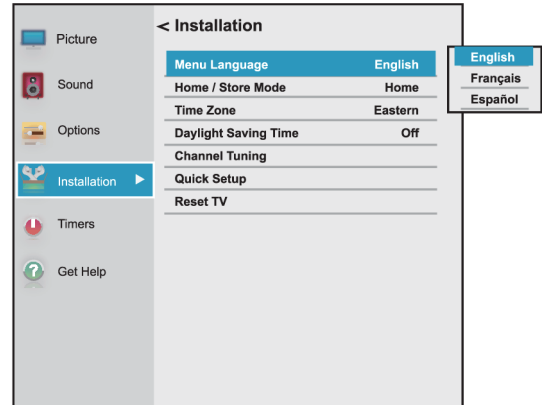 Picture
Sound
Options
Installation
Timers
Get Help
< Installation
Menu Language English
Home / Store Mode Home
Time Zone Eastern
Daylight Saving Time Off
Channel Tuning
Quick Setup
Reset TV
English
Français
Español